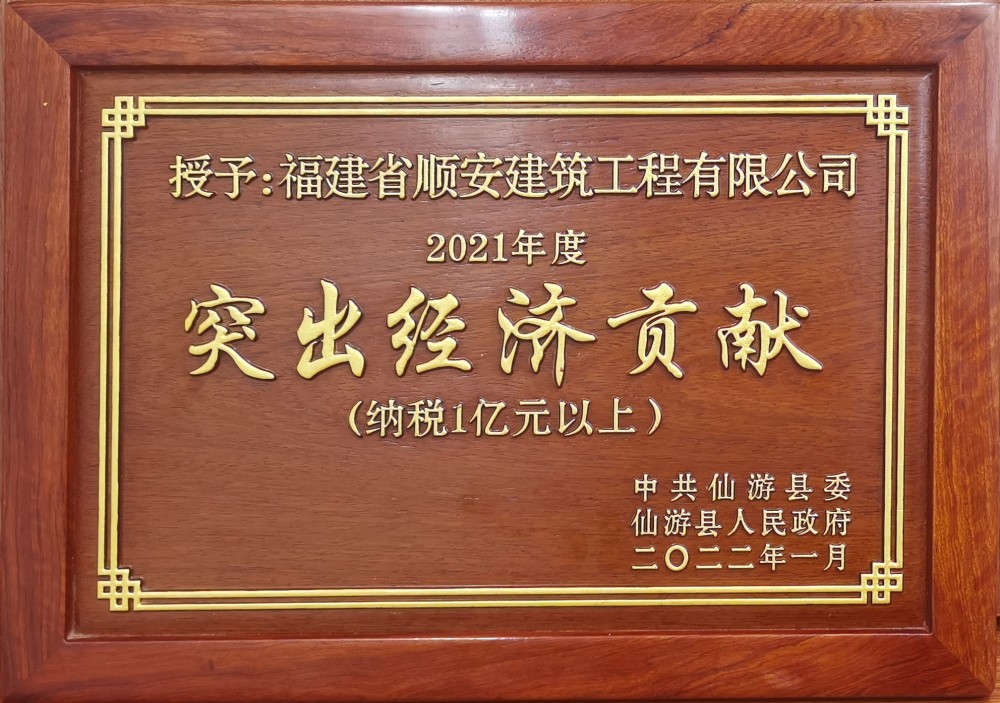 授予:福建省顺安建筑工程有限公司
2021年度
突出经济贡献
(纳税1亿元以上)
中共仙游县委
仙游县人民政府
二〇二二年一月